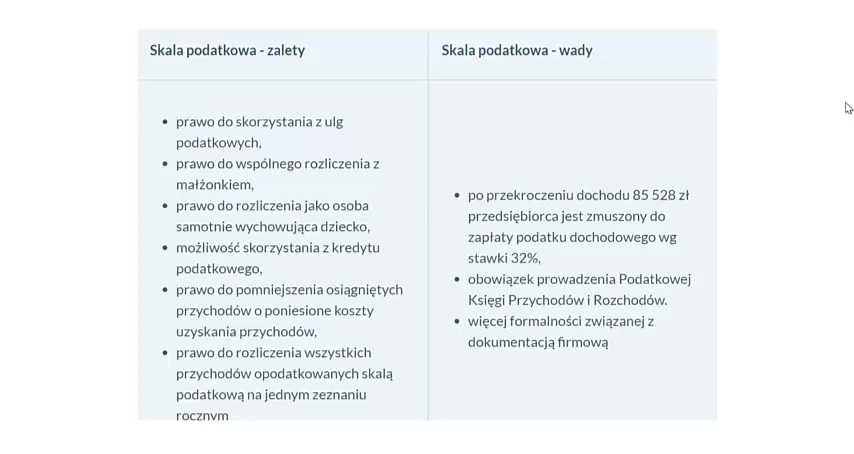 Skala podatkowa - zalety
Skala podatkowa - wady
prawo do skorzystania z ulg
podatkowych,
prawo do wspólnego rozliczenia z
małżonkiem,
prawo do rozliczenia jako osoba
samotnie wychowująca dziecko,
możliwość skorzystania z kredytu
podatkowego,
prawo do pomniejszenia osiągniętych
przychodów o poniesione koszty
uzyskania przychodów,
prawo do rozliczenia wszystkich
przychodów opodatkowanych skalą
podatkową na jednym zeznaniu
rocznym
po przekroczeniu dochodu 85 528 zł
przedsiębiorca jest zmuszony do
zapłaty podatku dochodowego wg
stawki 32%,
obowiązek prowadzenia Podatkowej
Księgi Przychodów i Rozchodów.
więcej formalności związanej z
dokumentacją firmową